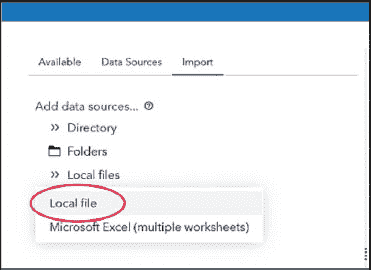 Available Data Sources Import
Add data sources...
Directory
Folders
Local files
Local file
Microsoft Excel (multiple worksheets)